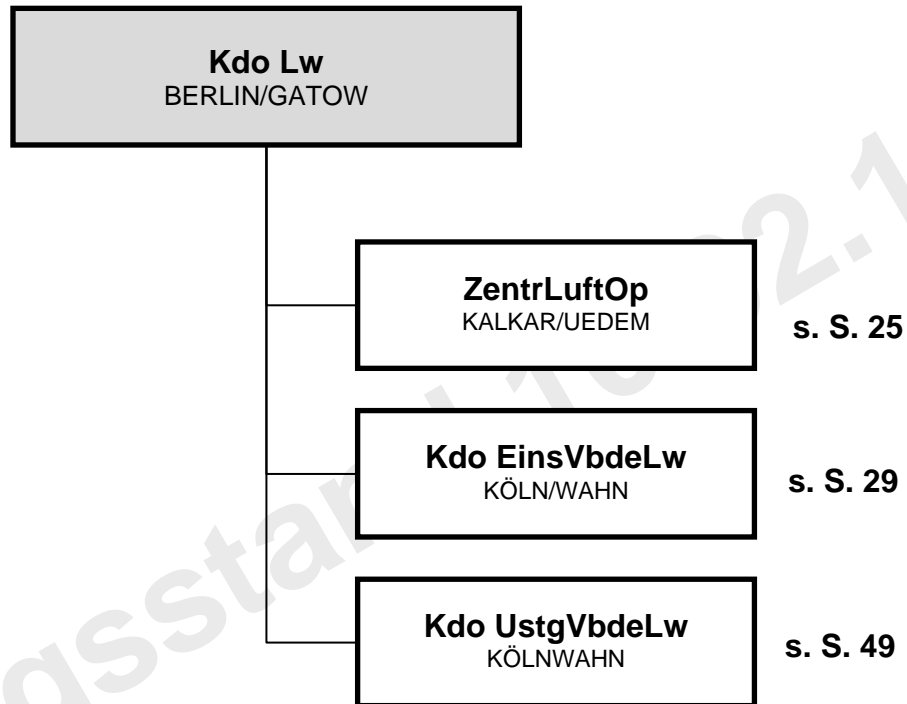 Kdo Lw
BERLIN/GATOW
ZentrLuftOp
KALKAR/UEDEM
s. S. 25
Kdo EinsVbdeLw
KÖLN/WAHN
s. S. 29
Kdo UstgVbdeLw
KÖLNWAHN
s. S. 49